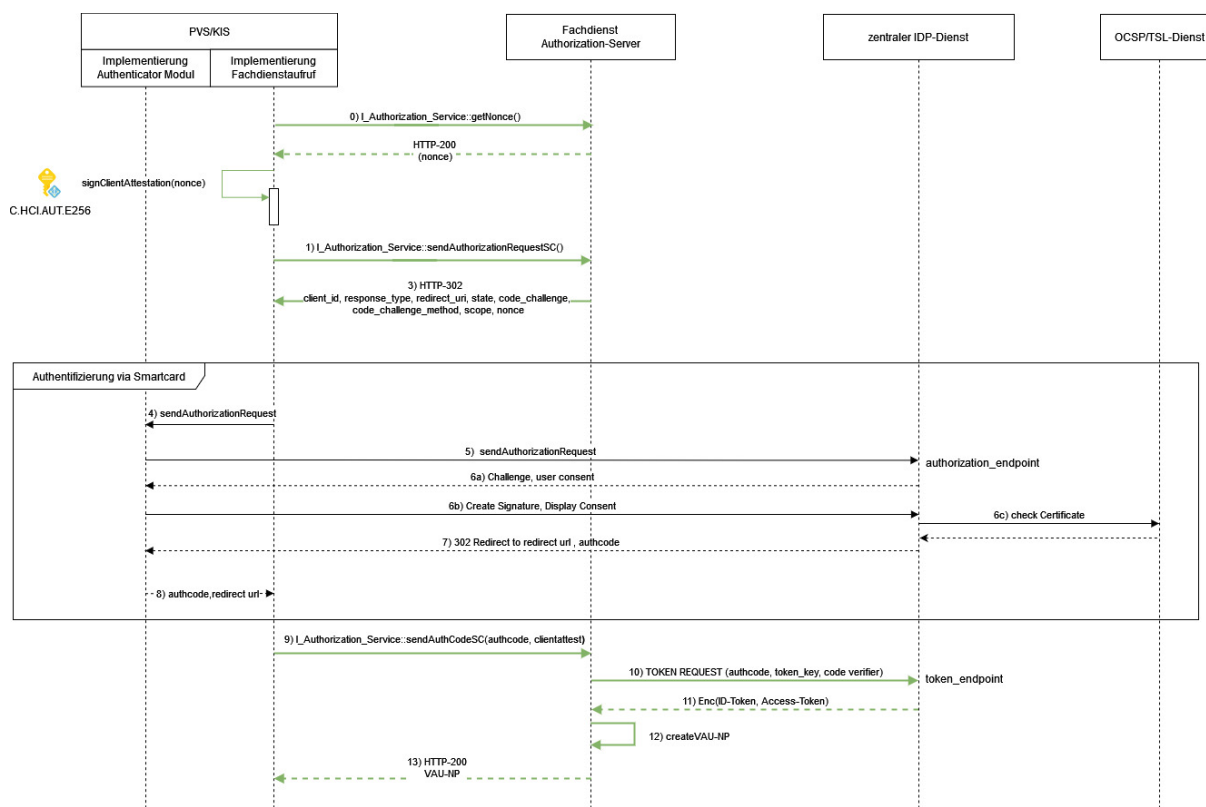 PVS/KIS
Implementierung
Authenticator Modul
Implementierung
Fachdienstaufruf
Fachdienst
Authorization-Server
zentraler IDP-Dienst
OCSP/TSL-Dienst
0) I_Authorization_Service::getNonce()
HTTP-200
(nonce)
signClientAttestation(nonce)
C.HCI.AUT.E256
1) I_Authorization_Service::sendAuthorizationRequestSC()
3) HTTP-302
client_id, response_type, redirect_uri, state, code_challenge,
code_challenge_method, scope, nonce
Authentifizierung via Smartcard
4) sendAuthorizationRequest
5) sendAuthorizationRequest
authorization_endpoint
6a) Challenge, user consent
6b) Create Signature, Display Consent
6c) check Certificate
7) 302 Redirect to redirect url , authcode
8) authcode,redirect url
9) I_Authorization_Service::sendAuthCodeSC(authcode, clientattest)
10) TOKEN REQUEST (authcode, token_key, code verifier)
token_endpoint
11) Enc(ID-Token, Access-Token)
12) createVAU-NP
13) HTTP-200
VAU-NP